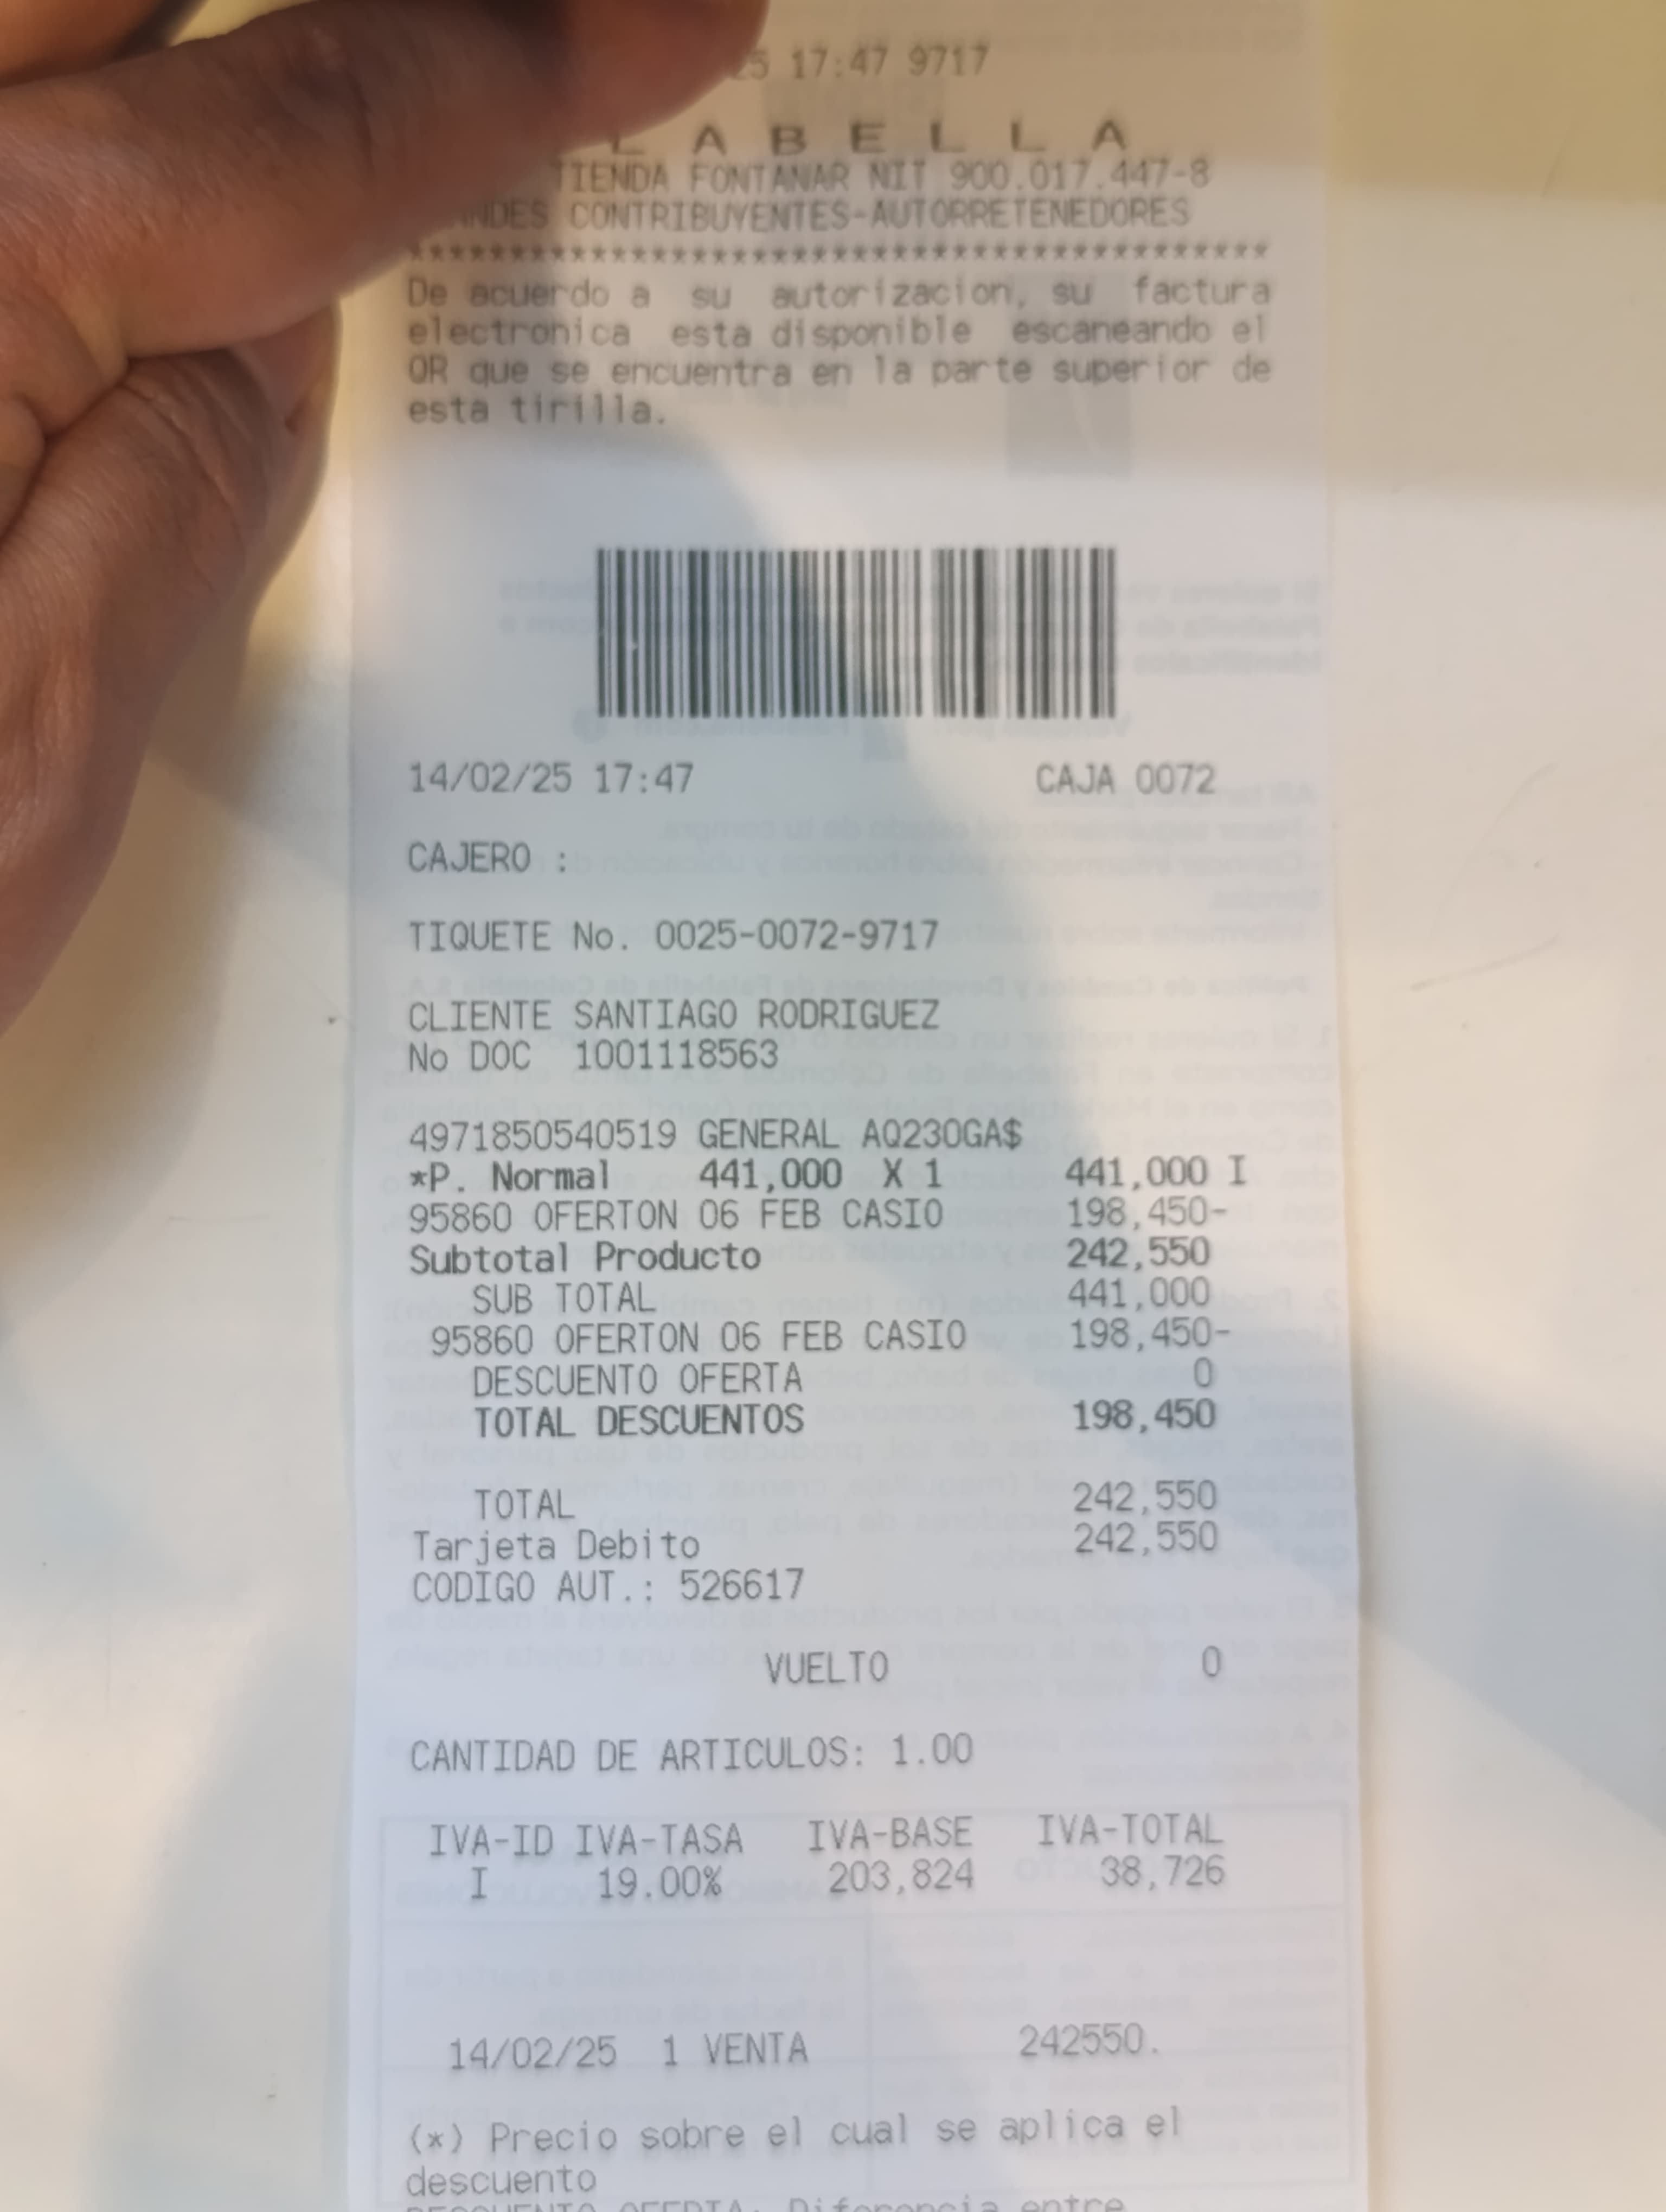 25 17:47 9717
L A B E L L A
TIENDA FONTANAR NIT 900.017.447-8
CONTRIBUYENTES-AUTORRETENEDORES
******************************************
De acuerdo a su autorizacion, su factura
electronica esta disponible escaneando el
QR que se encuentra en la parte superior de
esta tirilla.
14/02/25 17:47 CAJA 0072
CAJERO :
TIQUETE No. 0025-0072-9717
CLIENTE SANTIAGO RODRIGUEZ
No DOC 1001118563
4971850540519 GENERAL AQ230GA$
*P. Normal 441,000 X 1 441,000 I
95860 OFERTON 06 FEB CASIO 198,450-
Subtotal Producto 242,550
SUB TOTAL 441,000
95860 OFERTON 06 FEB CASIO 198,450-
DESCUENTO OFERTA 0
TOTAL DESCUENTOS 198,450
TOTAL 242,550
Tarjeta Debito 242,550
CODIGO AUT.: 526617
VUELTO 0
CANTIDAD DE ARTICULOS: 1.00
IVA-ID IVA-TASA IVA-BASE IVA-TOTAL
I 19.00% 203,824 38,726
14/02/25 1 VENTA 242550.
(*) Precio sobre el cual se aplica el
descuento
DESCUENTO OFERTA: Diferencia entre